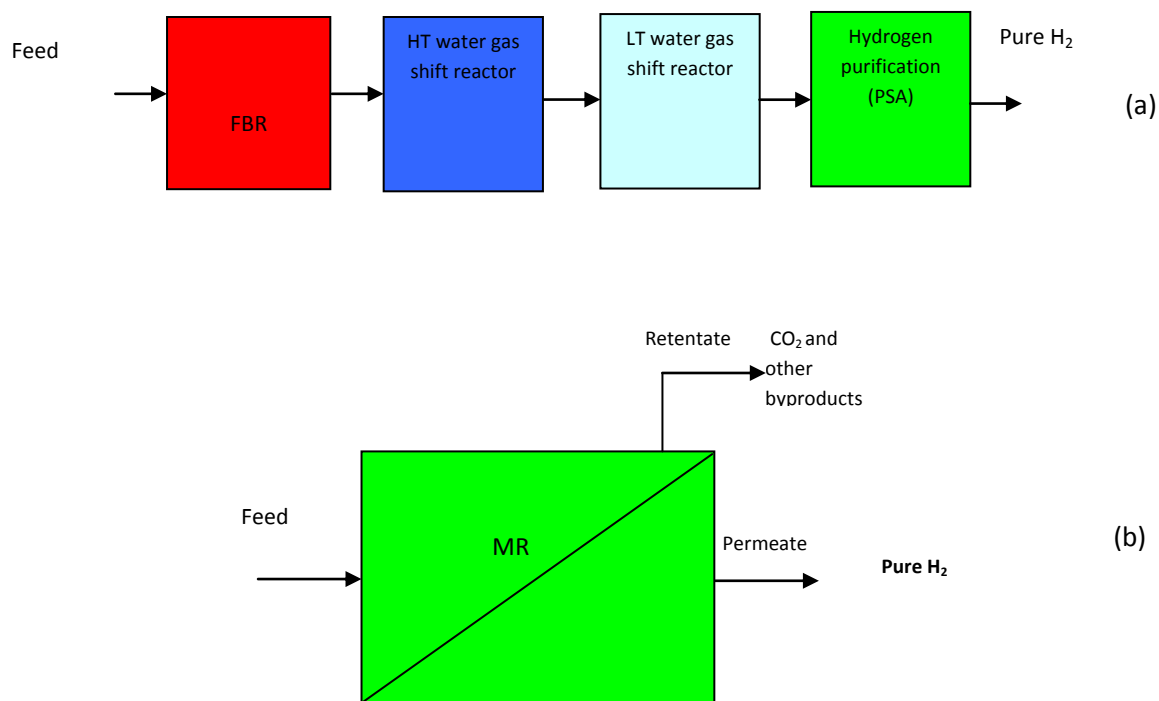 Feed
FBR
HT water gas
shift reactor
LT water gas
shift reactor
Hydrogen
purification
(PSA)
Pure H₂
(a)
Retentate
CO₂ and
other
byproducts
Feed
MR
Permeate
Pure H₂
(b)